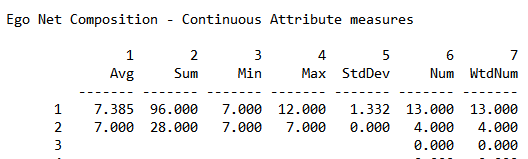 Ego Net Composition - Continuous Attribute measures
1 2 3 4 5 6 7
Avg Sum Min Max StdDev Num WtdNum
------- ------- ------- ------- ------- ------- -------
1 7.385 96.000 7.000 12.000 1.332 13.000 13.000
2 7.000 28.000 7.000 7.000 0.000 4.000 4.000
3 0.000 0.000